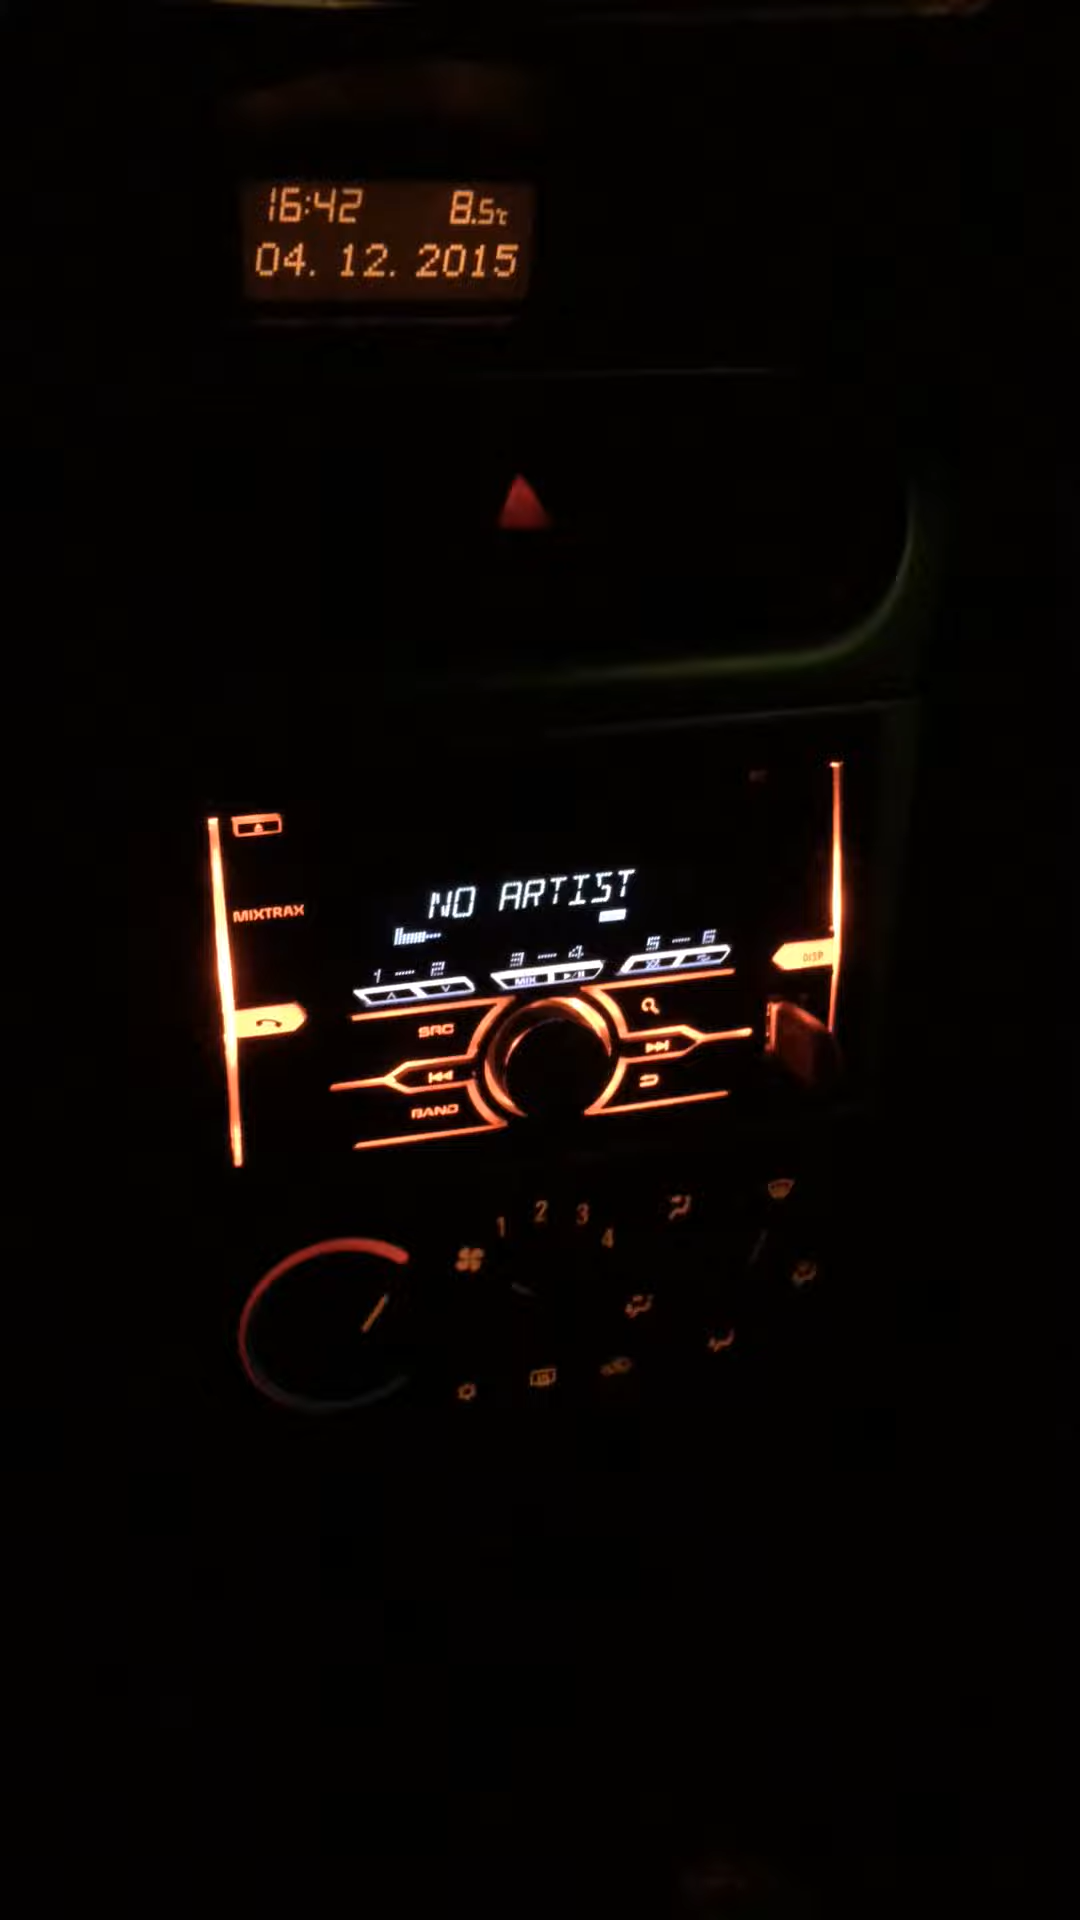 16:42 8.5℃
04. 12. 2015
MIXTRAX
NO ARTIST
1 2 3 4 5 6
MIX
DISP
SRC
BAND
1 2 3 4